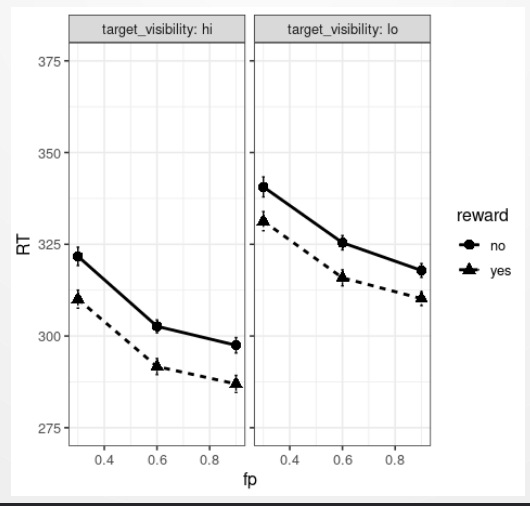 target_visibility: hi
target_visibility: lo
375
350
325
300
275
RT
0.4
0.6
0.8
0.4
0.6
0.8
fp
reward
no
yes